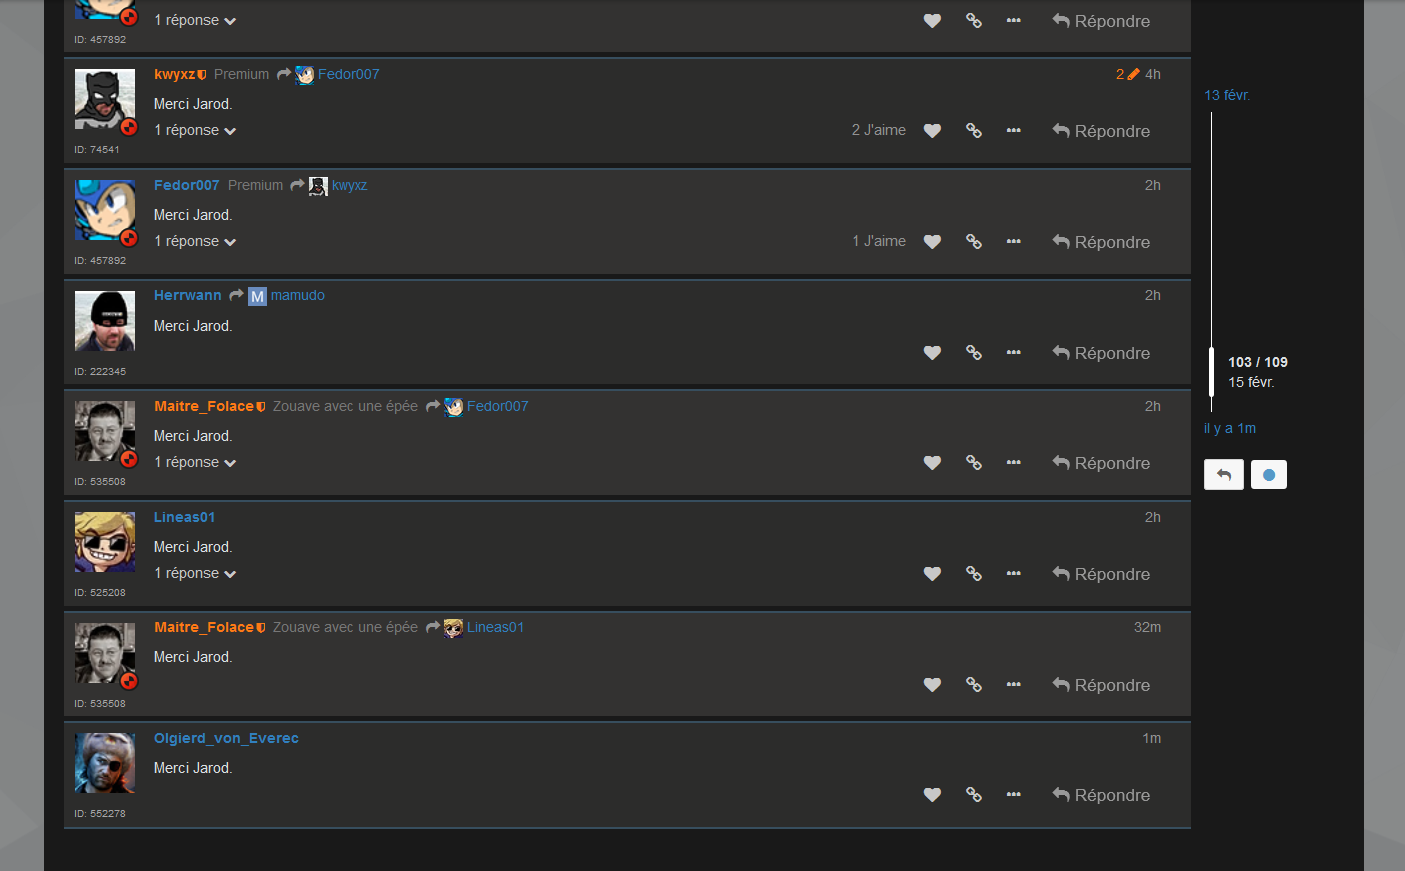 1 réponse
Répondre
ID: 457892
kwyxz Premium Fedor007 2 4h
Merci Jarod.
1 réponse 2 J'aime Répondre
ID: 74541
Fedor007 Premium kwyxz 2h
Merci Jarod.
1 réponse 1 J'aime Répondre
ID: 457892
Herrwann M mamudo 2h
Merci Jarod.
Répondre
ID: 222345
Maitre_Folace Zouave avec une épée Fedor007 2h
Merci Jarod.
1 réponse Répondre
ID: 535508
Lineas01 2h
Merci Jarod.
1 réponse Répondre
ID: 525208
Maitre_Folace Zouave avec une épée Lineas01 32m
Merci Jarod.
Répondre
ID: 535508
Olgierd_von_Everec 1m
Merci Jarod.
Répondre
ID: 552278
13 févr.
103 / 109
15 févr.
il y a 1m